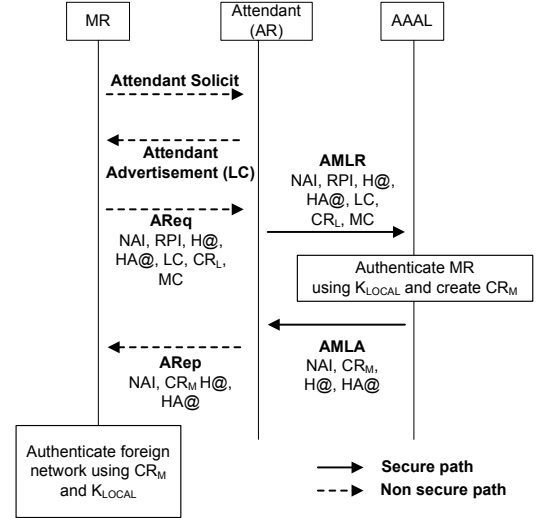 MR
Attendant
(AR)
AAAL
Attendant Solicit
Attendant
Advertisement (LC)
AMLR
NAI, RPI, H@,
HA@, LC,
CRL, MC
AReq
NAI, RPI, H@,
HA@, LC, CRL,
MC
Authenticate MR
using KLOCAL and create CRM
ARep
NAI, CRM H@,
HA@
AMLA
NAI, CRM,
H@, HA@
Authenticate foreign
network using CRM
and KLOCAL
Secure path
Non secure path